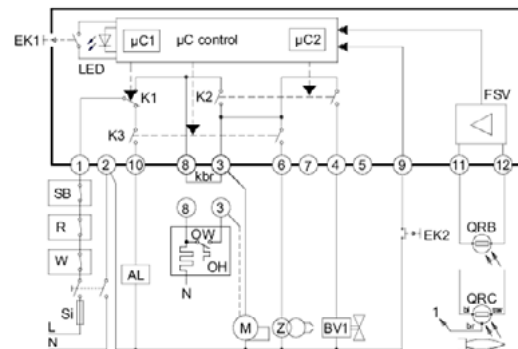 µC1
µC control
µC2
EK1
LED
FSV
K1
K2
K3
1 2 10 8 3 6 7 4 5 9 11 12
kbr
SB
8 3
EK2
QRB
R
OW
W
AL
OH
QRC
bl sw
br
1
Si
N
M
Z
BV1
L
N